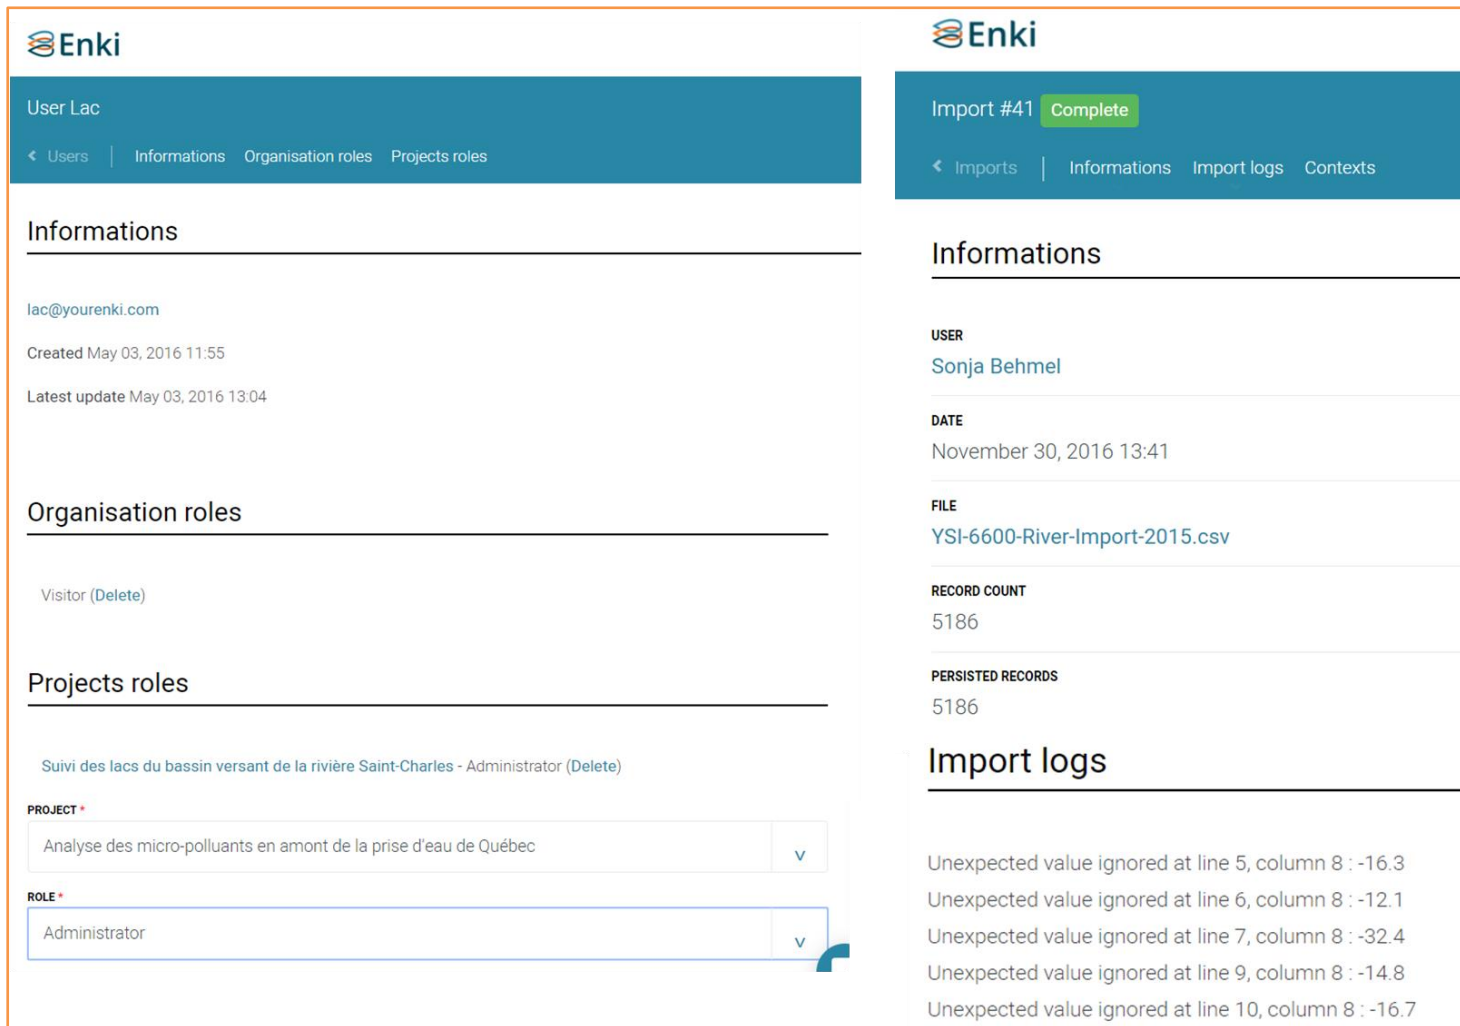 Enki
User Lac
< Users | Informations Organisation roles Projects roles
Informations
lac@yourenki.com
Created May 03, 2016 11:55
Latest update May 03, 2016 13:04
Organisation roles
Visitor (Delete)
Projects roles
Suivi des lacs du bassin versant de la rivière Saint-Charles - Administrator (Delete)
PROJECT *
Analyse des micro-polluants en amont de la prise d'eau de Québec
v
ROLE *
Administrator
v
Enki
Import #41 Complete
< Imports | Informations Import logs Contexts
Informations
USER
Sonja Behmel
DATE
November 30, 2016 13:41
FILE
YSI-6600-River-Import-2015.csv
RECORD COUNT
5186
PERSISTED RECORDS
5186
Import logs
Unexpected value ignored at line 5, column 8 : -16.3
Unexpected value ignored at line 6, column 8 : -12.1
Unexpected value ignored at line 7, column 8 : -32.4
Unexpected value ignored at line 9, column 8 : -14.8
Unexpected value ignored at line 10, column 8 : -16.7